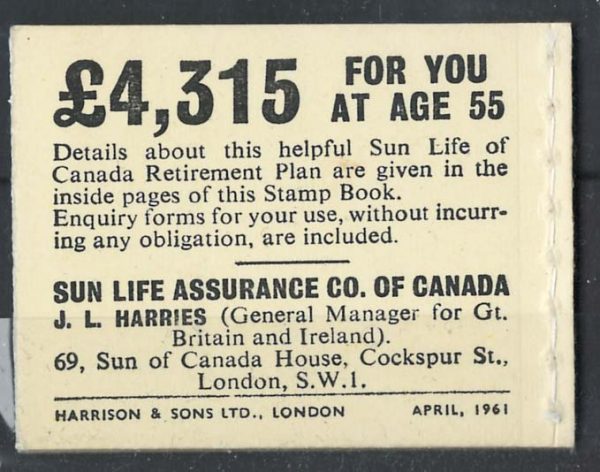 £4,315 FOR YOU
AT AGE 55
Details about this helpful Sun Life of
Canada Retirement Plan are given in the
inside pages of this Stamp Book.
Enquiry forms for your use, without incurr-
ing any obligation, are included.
SUN LIFE ASSURANCE CO. OF CANADA
J. L. HARRIES (General Manager for Gt.
Britain and Ireland).
69, Sun of Canada House, Cockspur St.,
London, S.W.1.
HARRISON & SONS LTD., LONDON APRIL, 1961